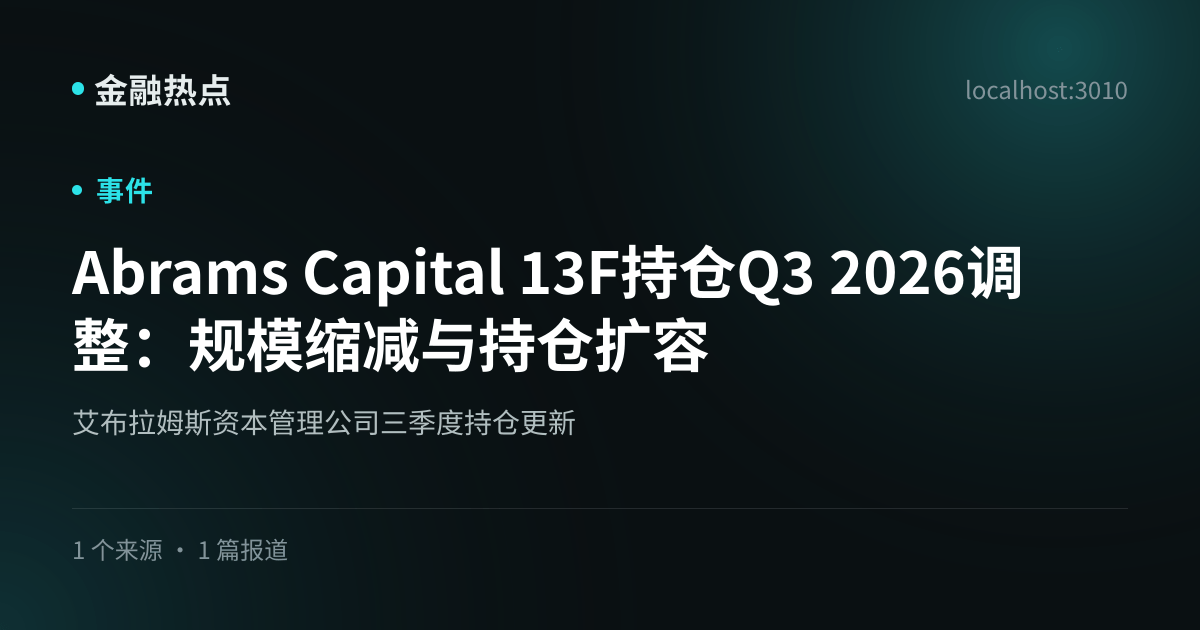 金融热点
localhost:3010
事件
Abrams Capital 13F持仓Q3 2026调
整：规模缩减与持仓扩容
艾布拉姆斯资本管理公司三季度持仓更新
1 个来源 · 1 篇报道